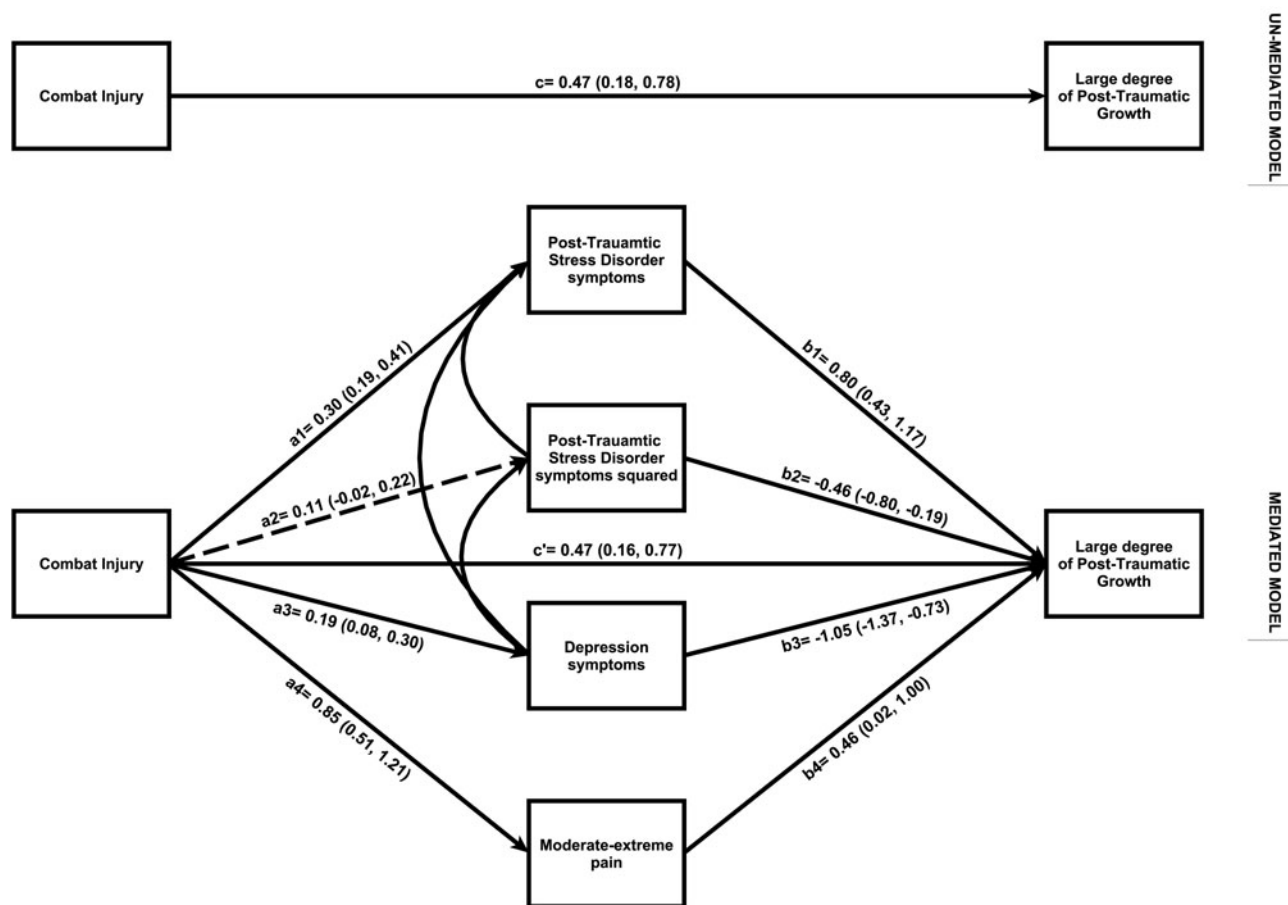 UN-MEDIATED MODEL
Combat Injury
c= 0.47 (0.18, 0.78)
Large degree
of Post-Traumatic
Growth
MEDIATED MODEL
Combat Injury
a1= 0.30 (0.19, 0.41)
a2= 0.11 (-0.02, 0.22)
a3= 0.19 (0.08, 0.30)
a4= 0.85 (0.51, 1.21)
Post-Trauamtic
Stress Disorder
symptoms
Post-Trauamtic
Stress Disorder
symptoms squared
c'= 0.47 (0.16, 0.77)
Depression
symptoms
Moderate-extreme
pain
b1= 0.80 (0.43, 1.17)
b2= -0.46 (-0.80, -0.19)
b3= -1.05 (-1.37, -0.73)
b4= 0.46 (0.02, 1.00)
Large degree
of Post-Traumatic
Growth